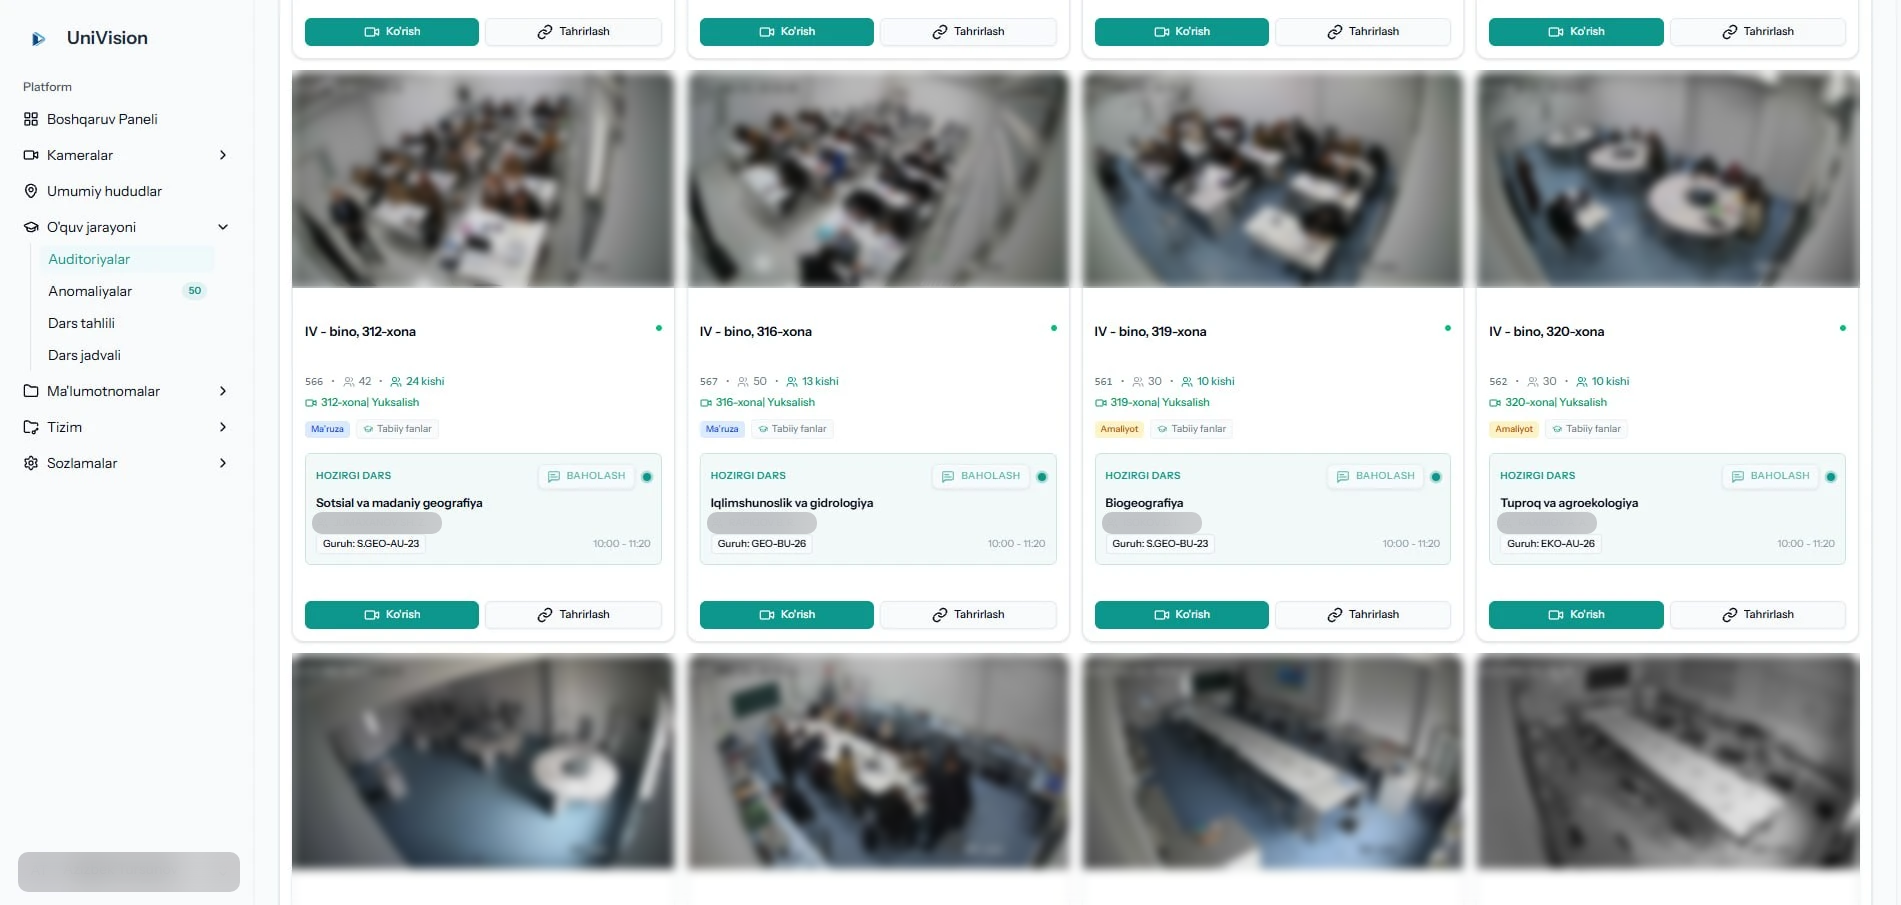 UniVision
Platform
Boshqaruv Paneli
Kameralar
Umumiy hududlar
O'quv jarayoni
Auditoriyalar
Anomaliyalar 50
Dars tahlili
Dars jadvali
Ma'lumotnomalar
Tizim
Sozlamalar
Ko'rish Tahrirlash
Ko'rish Tahrirlash
Ko'rish Tahrirlash
Ko'rish Tahrirlash
IV - bino, 312-xona
566 · 42 · 24 kishi
312-xona| Yuksalish
Ma'ruza Tabiiy fanlar
HOZIRGI DARS BAHOLASH
Sotsial va madaniy geografiya
Guruh: S.GEO-AU-23 10:00 - 11:20
Ko'rish Tahrirlash
IV - bino, 316-xona
567 · 50 · 13 kishi
316-xona| Yuksalish
Ma'ruza Tabiiy fanlar
HOZIRGI DARS BAHOLASH
Iqlimshunoslik va gidrologiya
Guruh: GEO-BU-26 10:00 - 11:20
Ko'rish Tahrirlash
IV - bino, 319-xona
561 · 30 · 10 kishi
319-xona| Yuksalish
Amaliyot Tabiiy fanlar
HOZIRGI DARS BAHOLASH
Biogeografiya
Guruh: S.GEO-BU-23 10:00 - 11:20
Ko'rish Tahrirlash
IV - bino, 320-xona
562 · 30 · 10 kishi
320-xona| Yuksalish
Amaliyot Tabiiy fanlar
HOZIRGI DARS BAHOLASH
Tuproq va agroekologiya
Guruh: EKO-AU-26 10:00 - 11:20
Ko'rish Tahrirlash